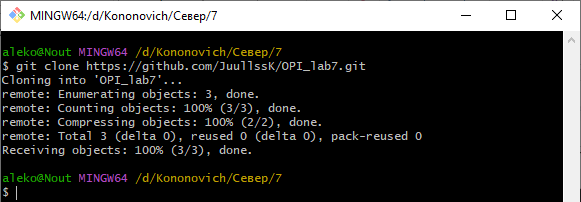 MINGW64:/d/Kononovich/Север/7
aleko@Nout MINGW64 /d/Kononovich/Север/7
$ git clone https://github.com/JuullssK/OPI_lab7.git
Cloning into 'OPI_lab7'...
remote: Enumerating objects: 3, done.
remote: Counting objects: 100% (3/3), done.
remote: Compressing objects: 100% (2/2), done.
remote: Total 3 (delta 0), reused 0 (delta 0), pack-reused 0
Receiving objects: 100% (3/3), done.
aleko@Nout MINGW64 /d/Kononovich/Север/7
$